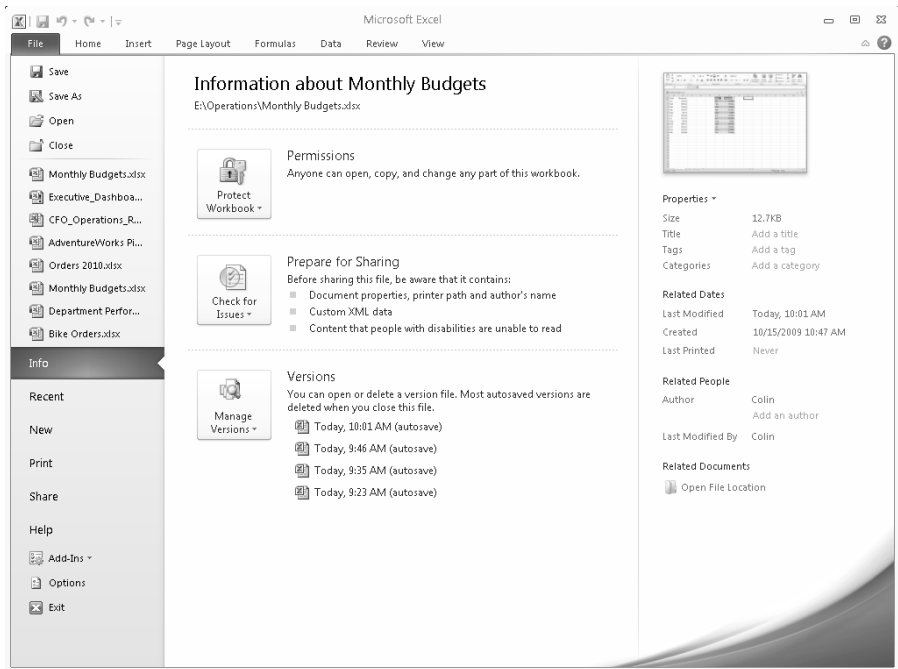 Microsoft Excel
File Home Insert Page Layout Formulas Data Review View
Save
Save As
Open
Close
Monthly Budgets.xlsx
Executive_Dashboa...
CFO_Operations_R...
AdventureWorks Pi...
Orders 2010.xlsx
Monthly Budgets.xlsx
Department Perfor...
Bike Orders.xlsx
Info
Recent
New
Print
Share
Help
Add-Ins
Options
Exit
Information about Monthly Budgets
E:\Operations\Monthly Budgets.xlsx
Protect
Workbook
Permissions
Anyone can open, copy, and change any part of this workbook.
Check for
Issues
Prepare for Sharing
Before sharing this file, be aware that it contains:
Document properties, printer path and author's name
Custom XML data
Content that people with disabilities are unable to read
Manage
Versions
Versions
You can open or delete a version file. Most autosaved versions are
deleted when you close this file.
Today, 10:01 AM (autosave)
Today, 9:46 AM (autosave)
Today, 9:35 AM (autosave)
Today, 9:23 AM (autosave)
Properties
Size 12.7KB
Title Add a title
Tags Add a tag
Categories Add a category
Related Dates
Last Modified Today, 10:01 AM
Created 10/15/2009 10:47 AM
Last Printed Never
Related People
Author Colin
Add an author
Last Modified By Colin
Related Documents
Open File Location